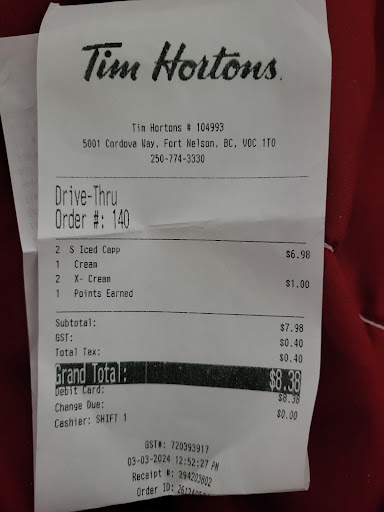 Tim Hortons.
Tim Hortons # 104993
5001 Cordova Way, Fort Nelson, BC, V0C 1T0
250-774-3330
Drive-Thru
Order #: 140
2 S Iced Capp $6.98
1 Cream
2 X- Cream $1.00
1 Points Earned
Subtotal: $7.98
GST: $0.40
Total Tax: $0.40
Grand Total: $8.38
Debit Card: $8.38
Change Due: $0.00
Cashier: SHIFT 1
GST#: 720393917
03-03-2024 12:52:27 PM
Receipt #: 294203802
Order ID: